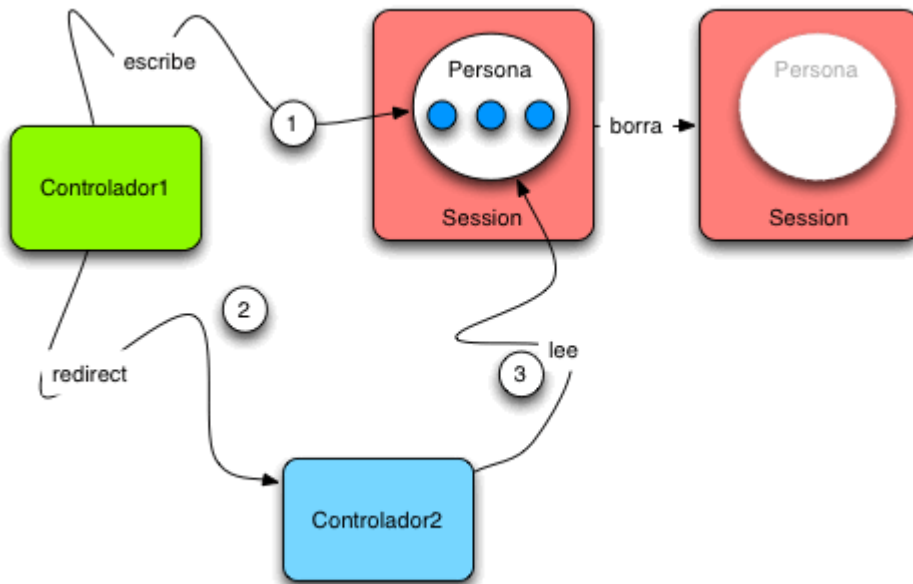 escribe
Persona
Persona
1
borra
Controlador1
Session
Session
2
redirect
lee
3
Controlador2